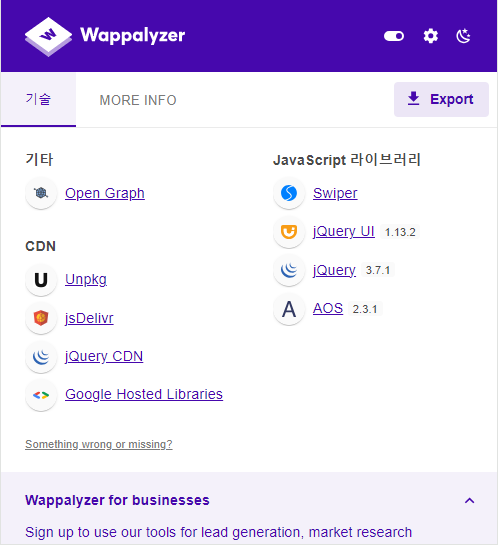 Wappalyzer
기술
MORE INFO
Export
기타
Open Graph
CDN
Unpkg
jsDelivr
jQuery CDN
Google Hosted Libraries
JavaScript 라이브러리
Swiper
jQuery UI 1.13.2
jQuery 3.7.1
AOS 2.3.1
Something wrong or missing?
Wappalyzer for businesses
Sign up to use our tools for lead generation, market research